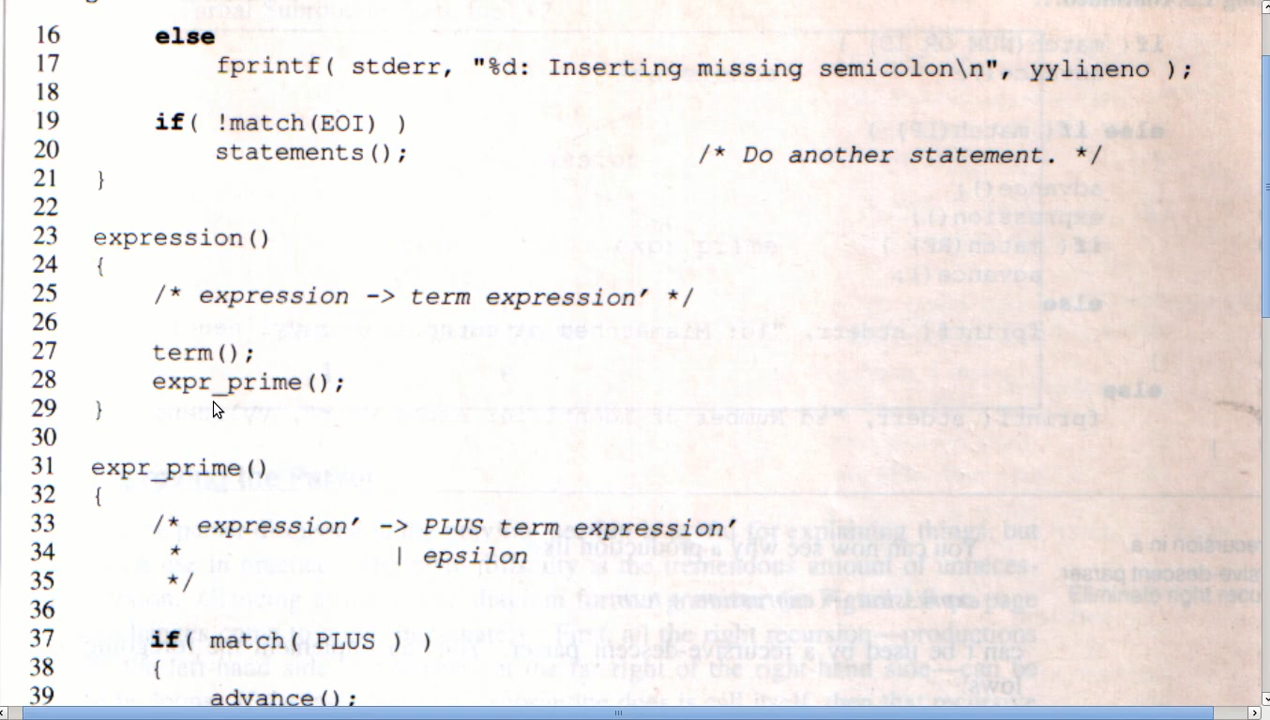 16 else
17 fprintf( stderr, "%d: Inserting missing semicolon\n", yylineno );
18
19 if( !match(EOI) )
20 statements(); /* Do another statement. */
21 }
22
23 expression()
24 {
25 /* expression -> term expression' */
26
27 term();
28 expr_prime();
29 }
30
31 expr_prime()
32 {
33 /* expression' -> PLUS term expression'
34 * | epsilon
35 */
36
37 if( match( PLUS ) )
38 {
39 advance();